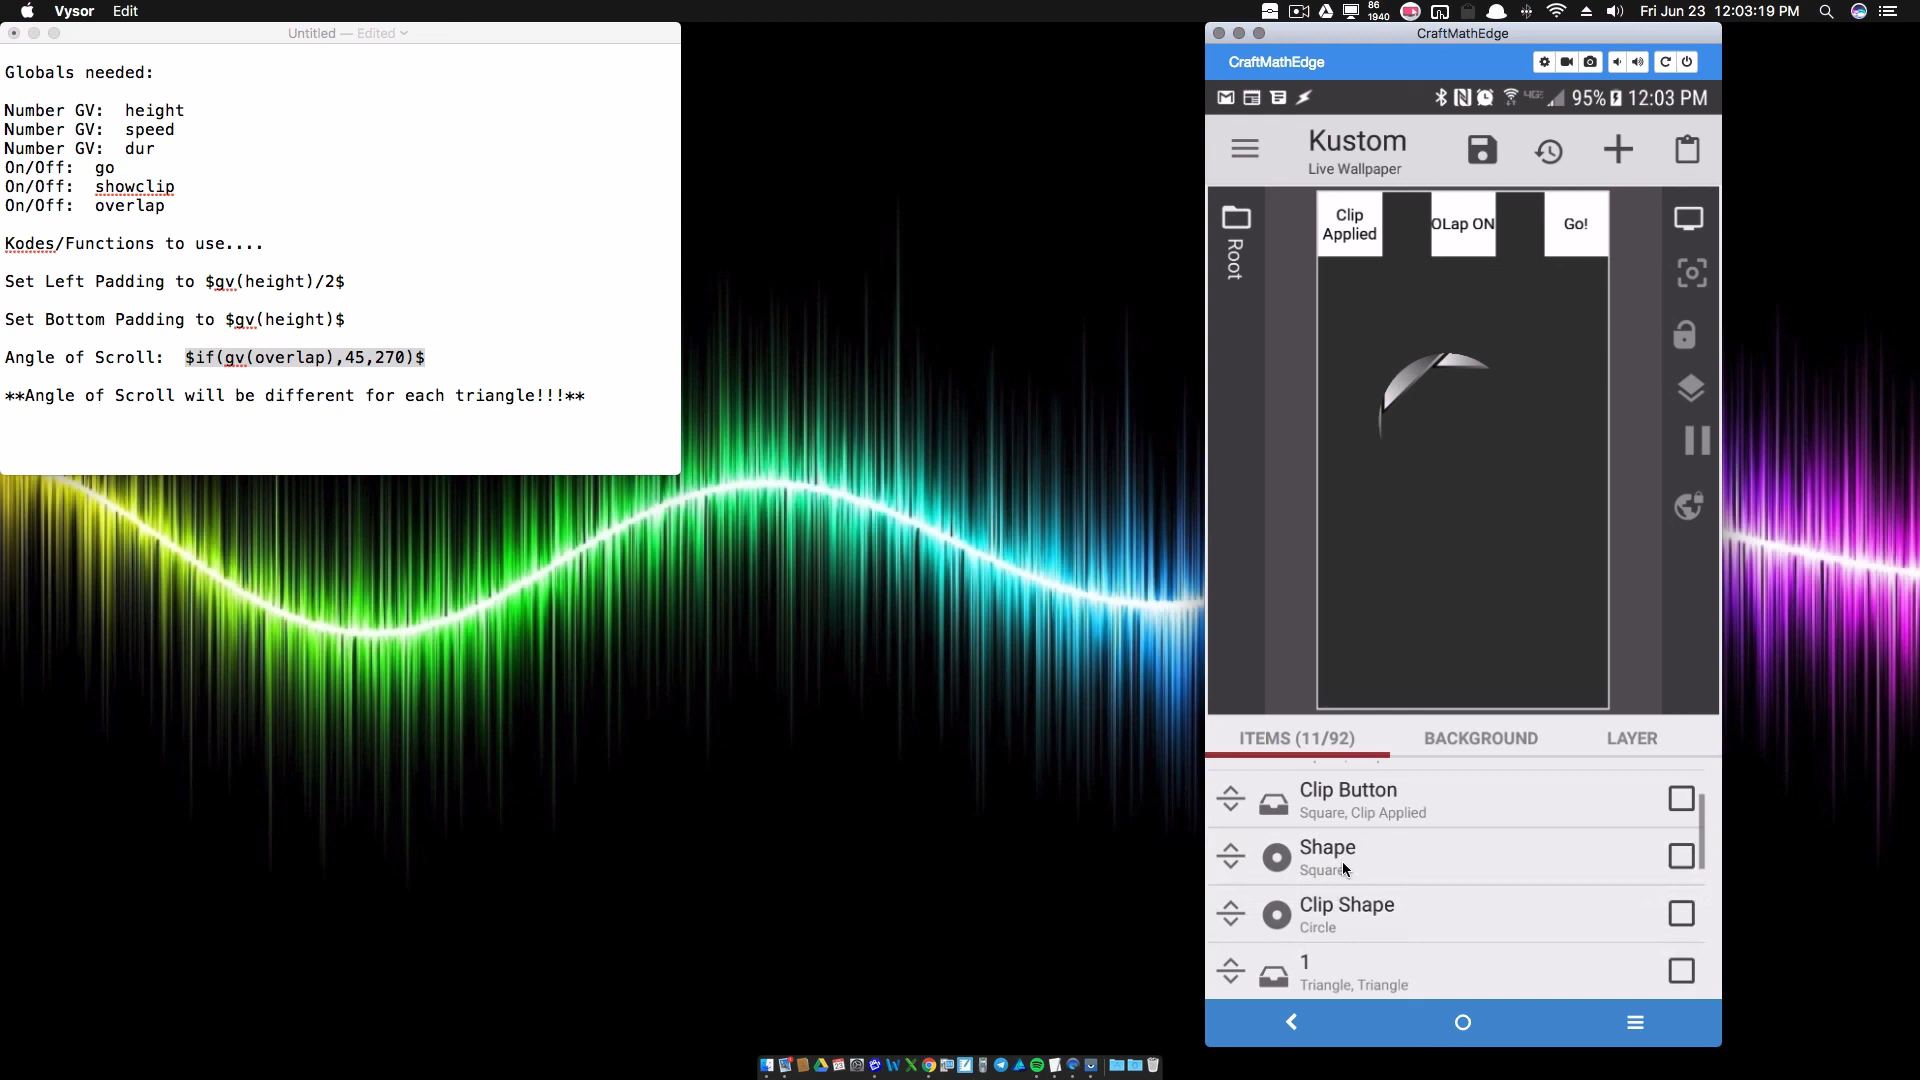 Vysor Edit
86
1940
Fri Jun 23 12:03:19 PM
Untitled — Edited
Globals needed:
Number GV: height
Number GV: speed
Number GV: dur
On/Off: go
On/Off: showclip
On/Off: overlap
Kodes/Functions to use....
Set Left Padding to $gv(height)/2$
Set Bottom Padding to $gv(height)$
Angle of Scroll: $if(gv(overlap),45,270)$
**Angle of Scroll will be different for each triangle!!!**
CraftMathEdge
CraftMathEdge
95% 12:03 PM
Kustom
Live Wallpaper
Root
Clip
Applied
OLap ON
Go!
ITEMS (11/92) BACKGROUND LAYER
Clip Button
Square, Clip Applied
Shape
Square
Clip Shape
Circle
1
Triangle, Triangle